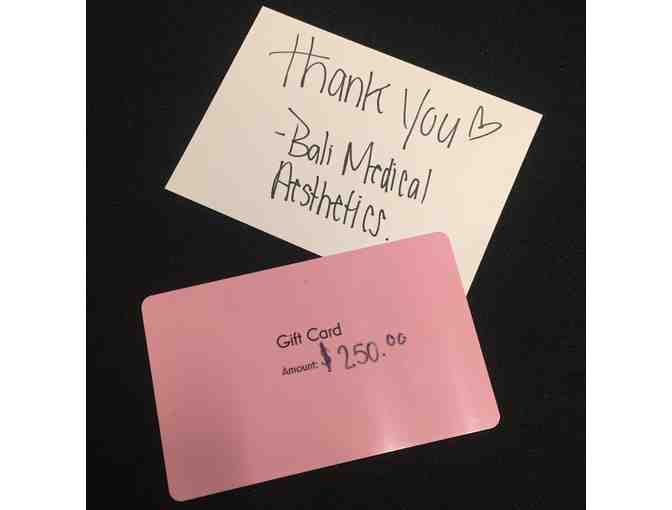 Thank You ♡
-Bali Medical
Aesthetics.
Gift Card
Amount: $250.00